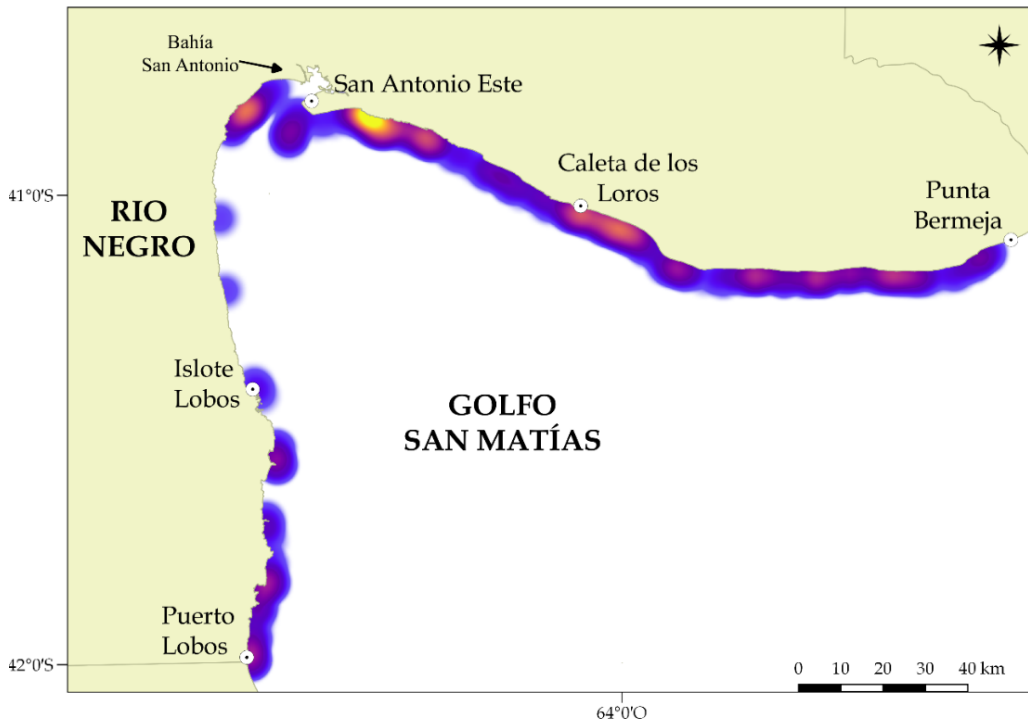 Bahía
San Antonio
San Antonio Este
Caleta de los
Loros
Punta
Bermeja
41°0'S
RIO
NEGRO
Islote
Lobos
GOLFO
SAN MATÍAS
Puerto
Lobos
42°0'S
0 10 20 30 40 km
64°0'O